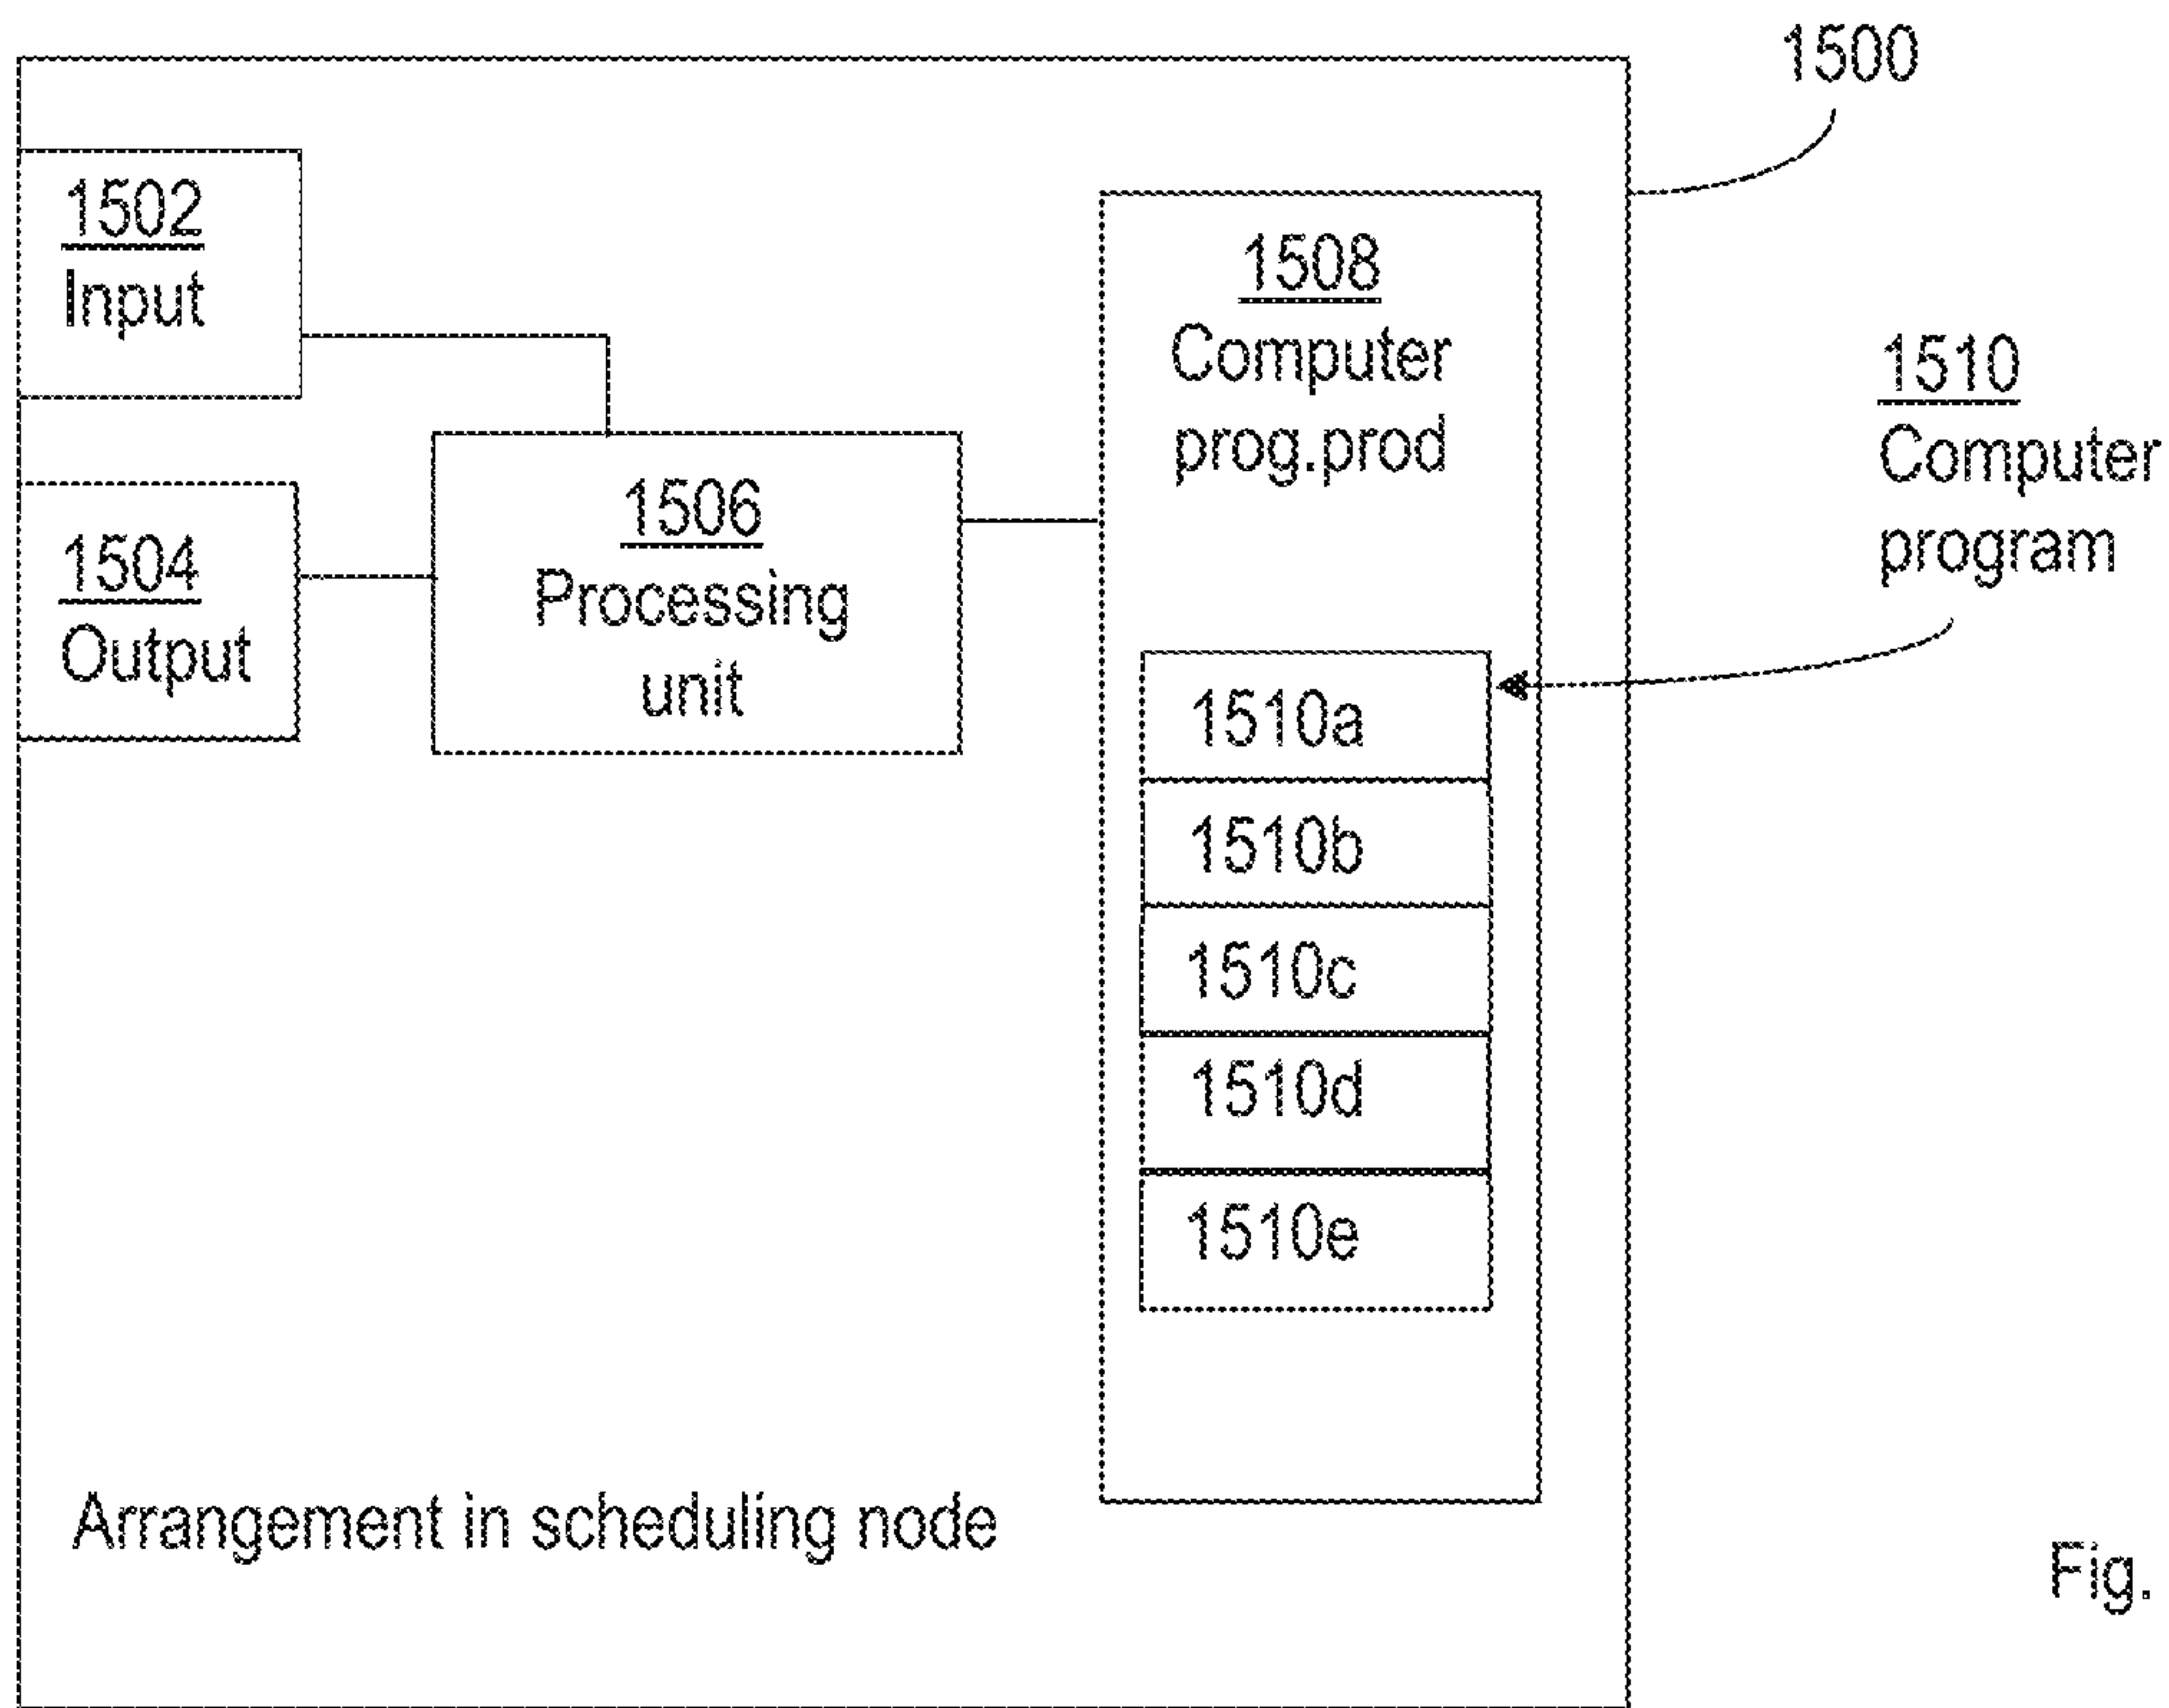 1500
1502
Input
1504
Output
1506
Processing
unit
1508
Computer
prog.prod
1510
Computer
program
1510a
1510b
1510c
1510d
1510e
Arrangement in scheduling node
Fig.